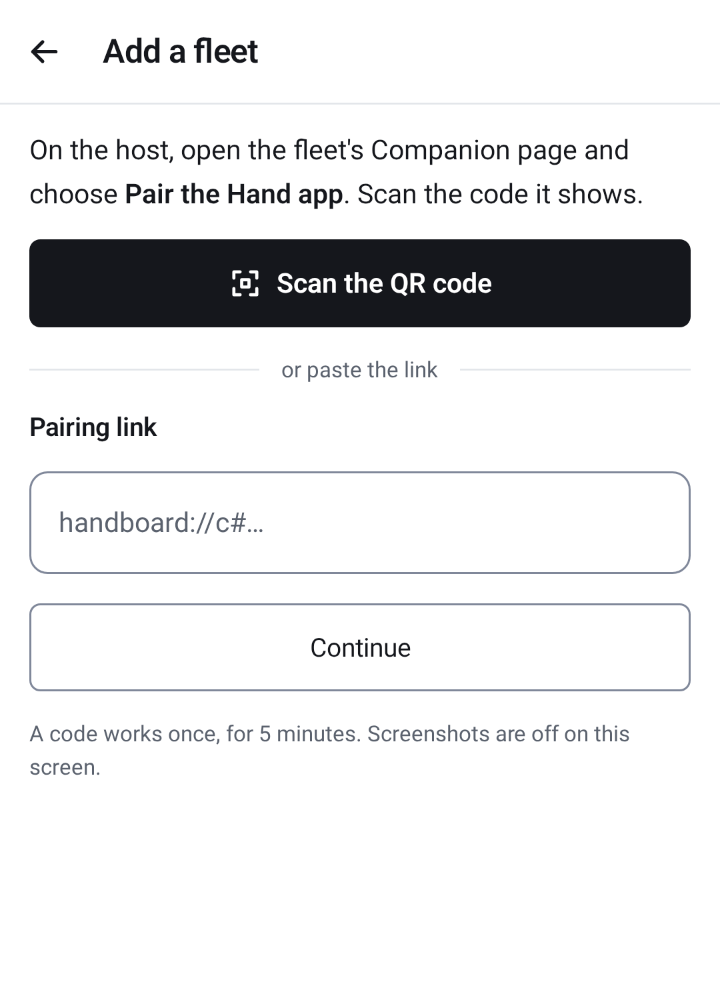 Add a fleet
On the host, open the fleet's Companion page and
choose Pair the Hand app. Scan the code it shows.
Scan the QR code
or paste the link
Pairing link
handboard://c#…
Continue
A code works once, for 5 minutes. Screenshots are off on this
screen.